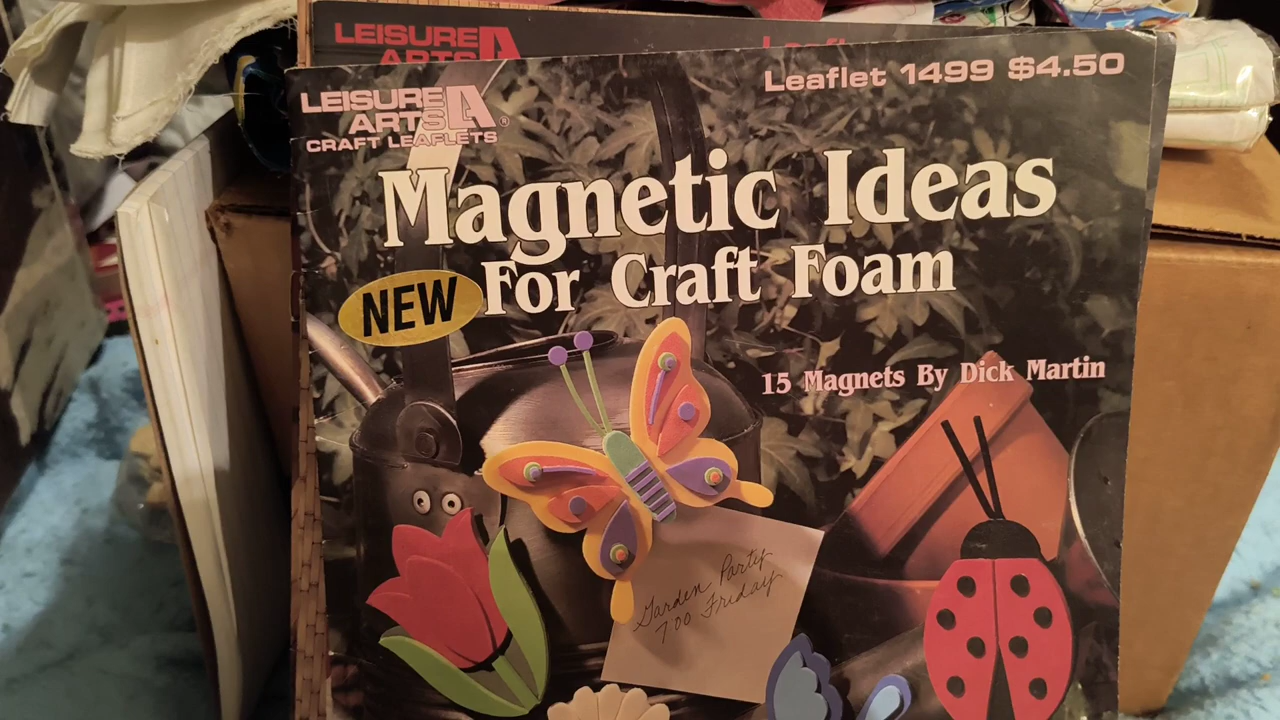 LEISURE
ARTS
LEISURE
ARTS
CRAFT LEAFLETS
Leaflet 1499 $4.50
Magnetic Ideas
NEW
For Craft Foam
15 Magnets By Dick Martin
Garden Party
7:00 Friday